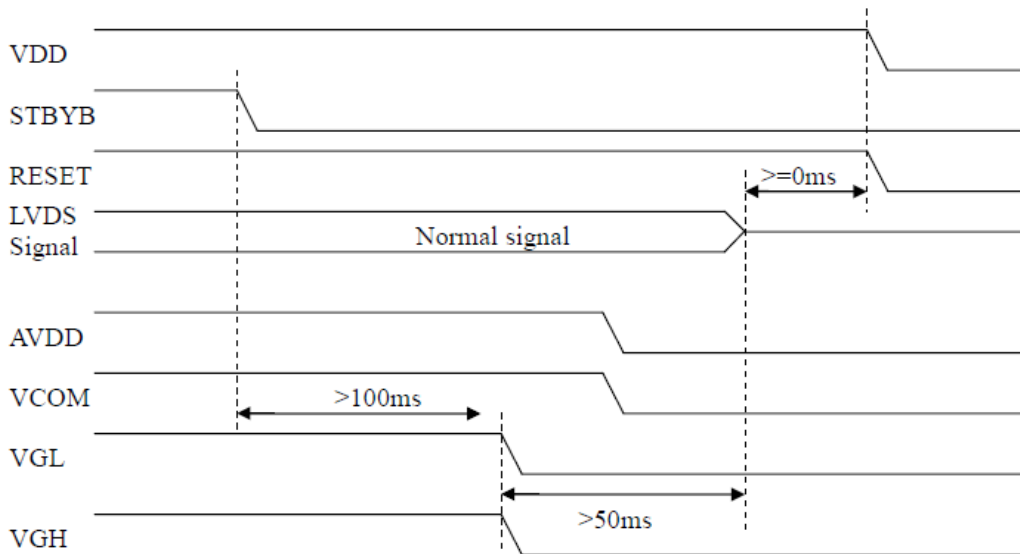 VDD
STBYB
RESET
>=0ms
LVDS
Signal
Normal signal
AVDD
VCOM
>100ms
VGL
>50ms
VGH